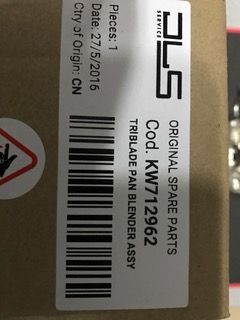 DLS
SERVICE
ORIGINAL SPARE PARTS
Cod. KW712962
TRIBLADE PAN BLENDER ASSY
Pieces: 1
Date: 27/5/2016
Ctry of Origin: CN